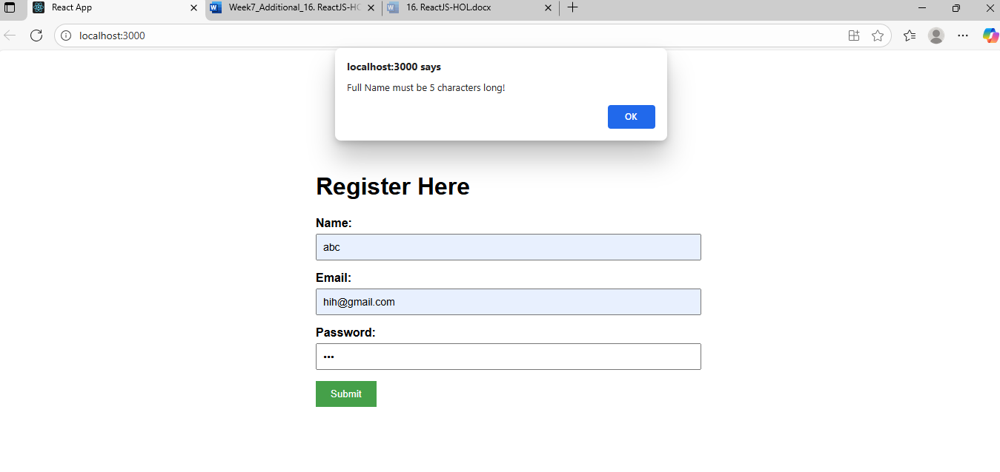 React App
Week7_Additional_16. ReactJS-HO
16. ReactJS-HOL.docx
localhost:3000
localhost:3000 says
Full Name must be 5 characters long!
OK
Register Here
Name:
abc
Email:
hih@gmail.com
Password:
•••
Submit